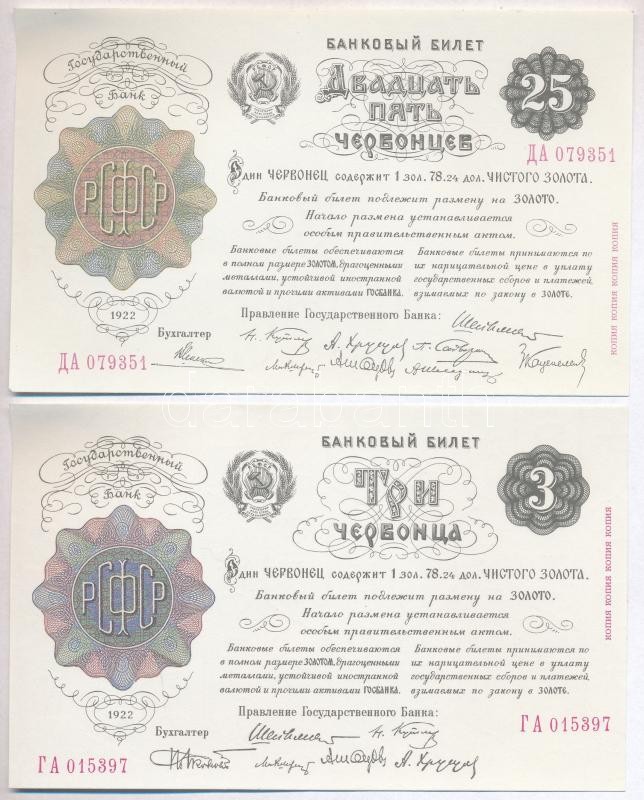 Государственный
Банк
РСФСР
1922
Бухгалтер
ДА 079351
БАНКОВЫЙ БИЛЕТ
Двадцать
пять
червонцев
25
ДА 079351
Один ЧЕРВОНЕЦ содержит 1 зол. 78.24 дол. ЧИСТОГО ЗОЛОТА.
Банковый билет подлежит размену на ЗОЛОТО.
Начало размена устанавливается
особым правительственным актом.
Банковые билеты обеспечиваются
в полном размере ЗОЛОТОМ, драгоценными
металами, устойчивой иностранной
валютой и прочими активами ГОСБАНКА.
Банковые билеты принимаются по
их нарицательной цене в уплату
государственных сборов и платежей,
взимаемых по закону в ЗОЛОТЕ.
Правление Государственного Банка:
КОПИЯ КОПИЯ КОПИЯ КОПИЯ
Государственный
Банк
РСФСР
1922
Бухгалтер
ГА 015397
БАНКОВЫЙ БИЛЕТ
Три
червонца
3
Один ЧЕРВОНЕЦ содержит 1 зол. 78.24 дол. ЧИСТОГО ЗОЛОТА.
Банковый билет подлежит размену на ЗОЛОТО.
Начало размена устанавливается
особым правительственным актом.
Банковые билеты обеспечиваются
в полном размере ЗОЛОТОМ, драгоценными
металами, устойчивой иностранной
валютой и прочими активами ГОСБАНКА.
Банковые билеты принимаются по
их нарицательной цене в уплату
государственных сборов и платежей,
взимаемых по закону в ЗОЛОТЕ.
Правление Государственного Банка:
ГА 015397
КОПИЯ КОПИЯ КОПИЯ КОПИЯ
darabanth